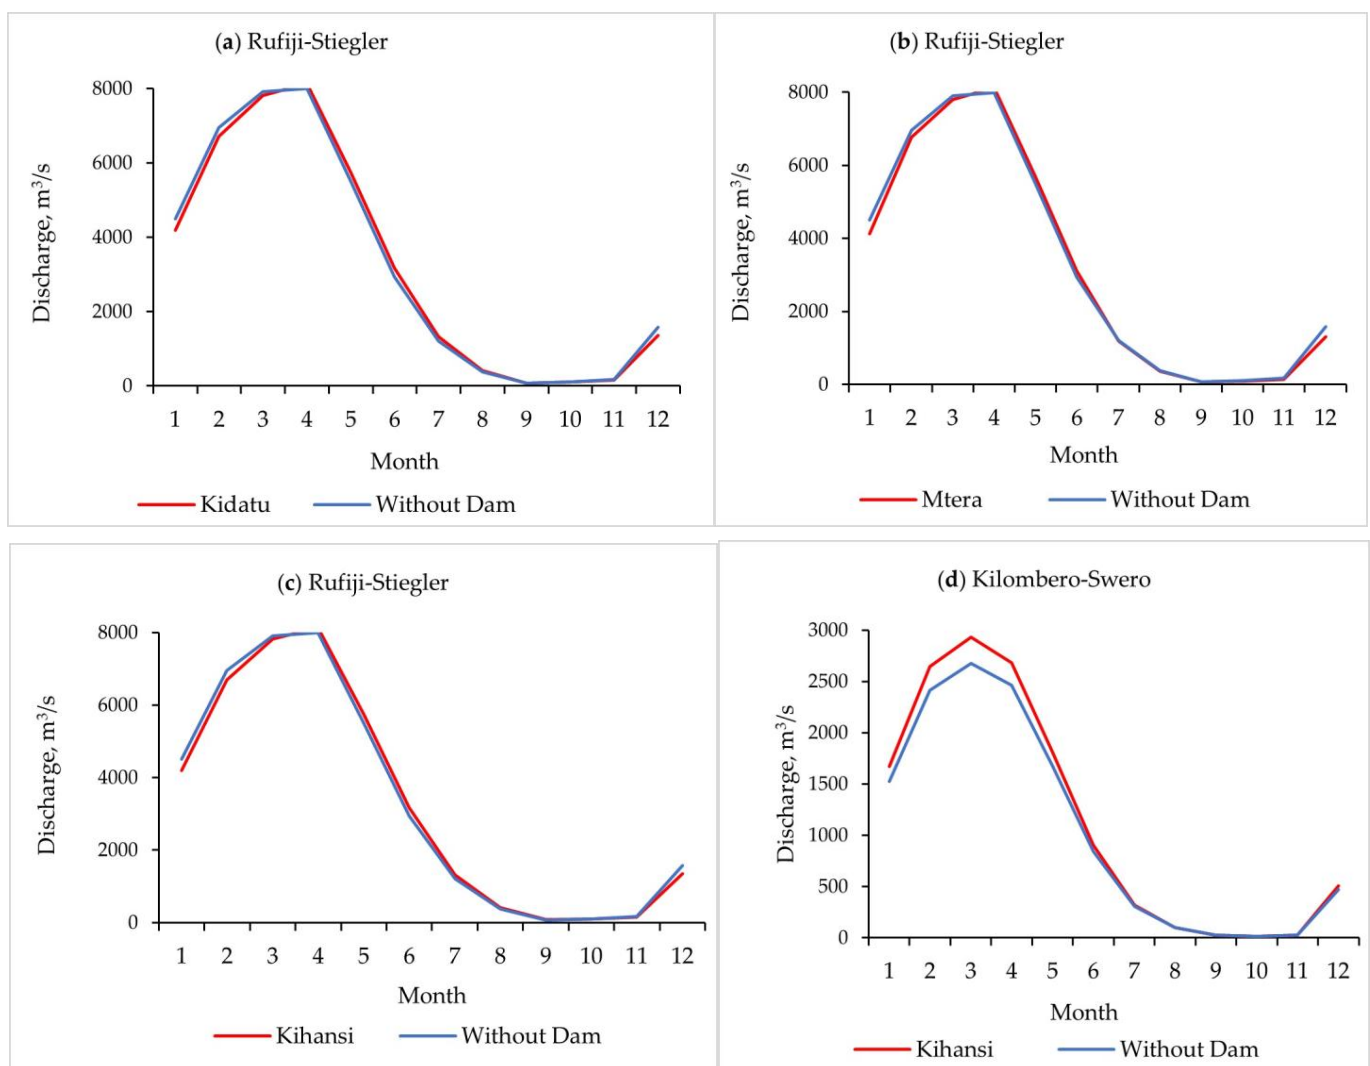 (a) Rufiji-Stiegler
8000
6000
4000
2000
0
Discharge, m³/s
1 2 3 4 5 6 7 8 9 10 11 12
Month
Kidatu Without Dam
(b) Rufiji-Stiegler
8000
6000
4000
2000
0
Discharge, m³/s
1 2 3 4 5 6 7 8 9 10 11 12
Month
Mtera Without Dam
(c) Rufiji-Stiegler
8000
6000
4000
2000
0
Discharge, m³/s
1 2 3 4 5 6 7 8 9 10 11 12
Month
Kihansi Without Dam
(d) Kilombero-Swero
3000
2500
2000
1500
1000
500
0
Discharge, m³/s
1 2 3 4 5 6 7 8 9 10 11 12
Month
Kihansi Without Dam